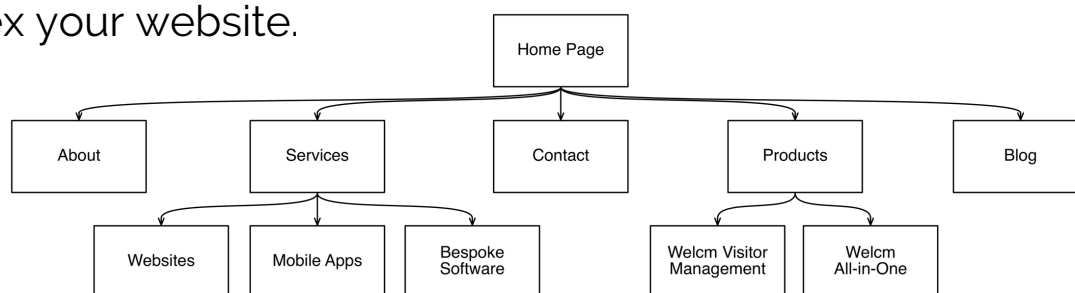 ex your website.
Home Page
About
Services
Contact
Products
Blog
Websites
Mobile Apps
Bespoke
Software
Welcm Visitor
Management
Welcm
All-in-One